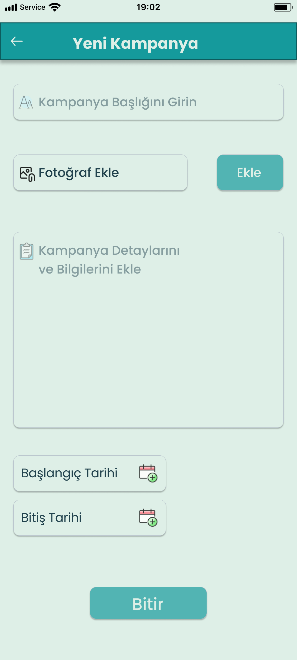 Service 19:02
Yeni Kampanya
Kampanya Başlığını Girin
Fotoğraf Ekle
Ekle
Kampanya Detaylarını
ve Bilgilerini Ekle
Başlangıç Tarihi
Bitiş Tarihi
Bitir